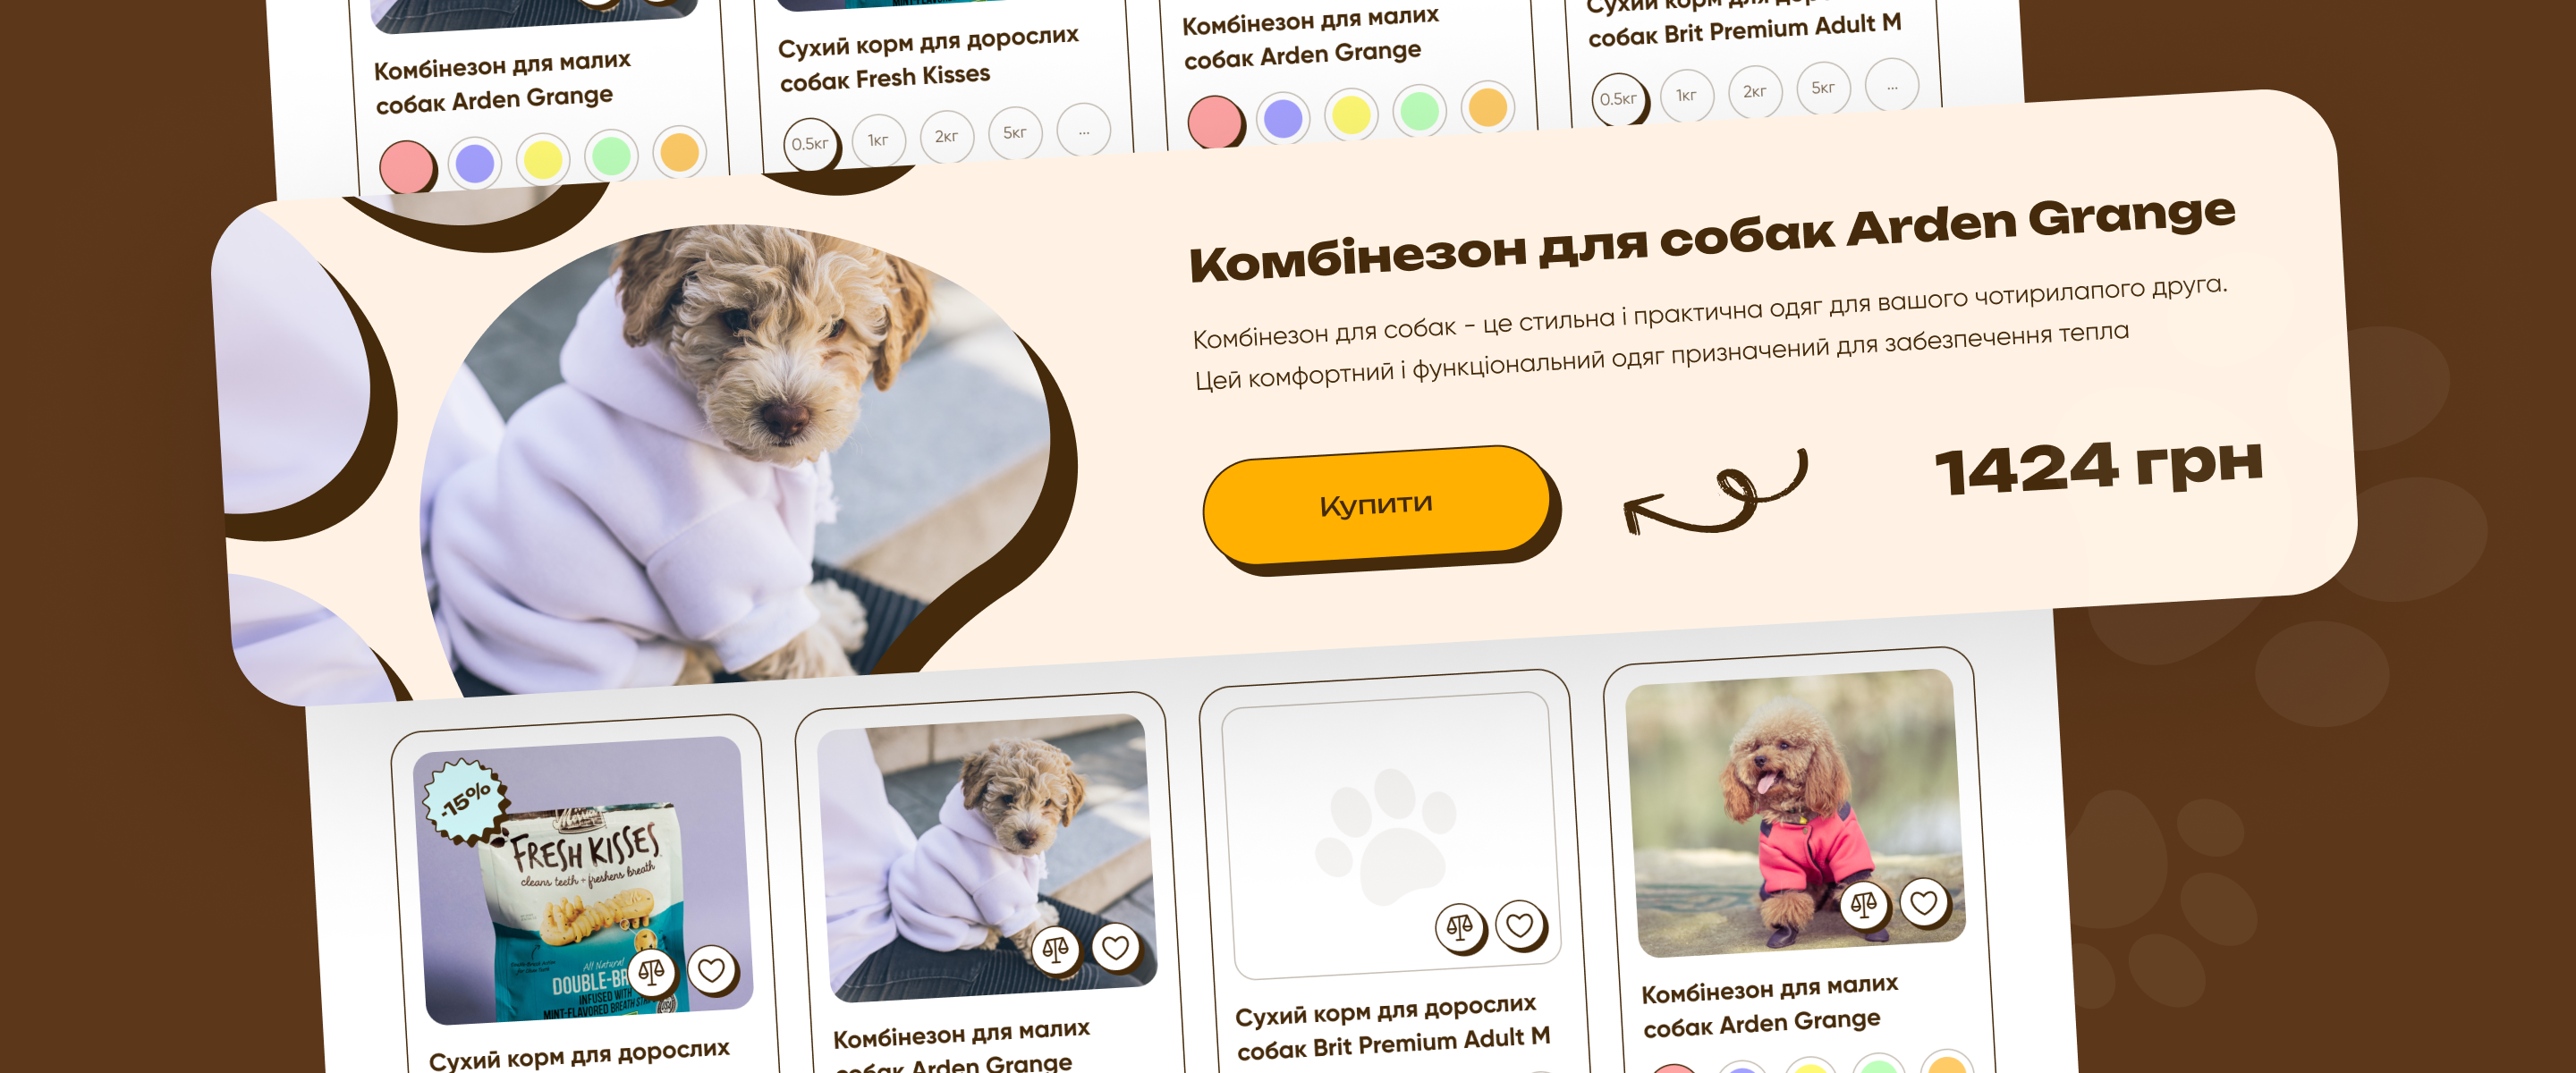 Комбінезон для малих
собак Arden Grange
Сухий корм для дорослих
собак Fresh Kisses
0.5кг
1кг
2кг
5кг
...
Комбінезон для малих
собак Arden Grange
Сухий корм для
собак Brit Premium Adult M
0.5кг
1кг
2кг
5кг
...
Комбінезон для собак Arden Grange
Комбінезон для собак - це стильна і практична одяг для вашого чотирилапого друга.
Цей комфортний і функціональний одяг призначений для забезпечення тепла
Купити
1424 грн
-15%
FRESH KISSES
cleans teeth + freshens breath
All Natural
DOUBLE-BR
INFUSED WITH
MINT-FLAVORED BREATH
Сухий корм для дорослих
Комбінезон для малих
собак Arden Grange
Сухий корм для дорослих
собак Brit Premium Adult M
Комбінезон для малих
собак Arden Grange